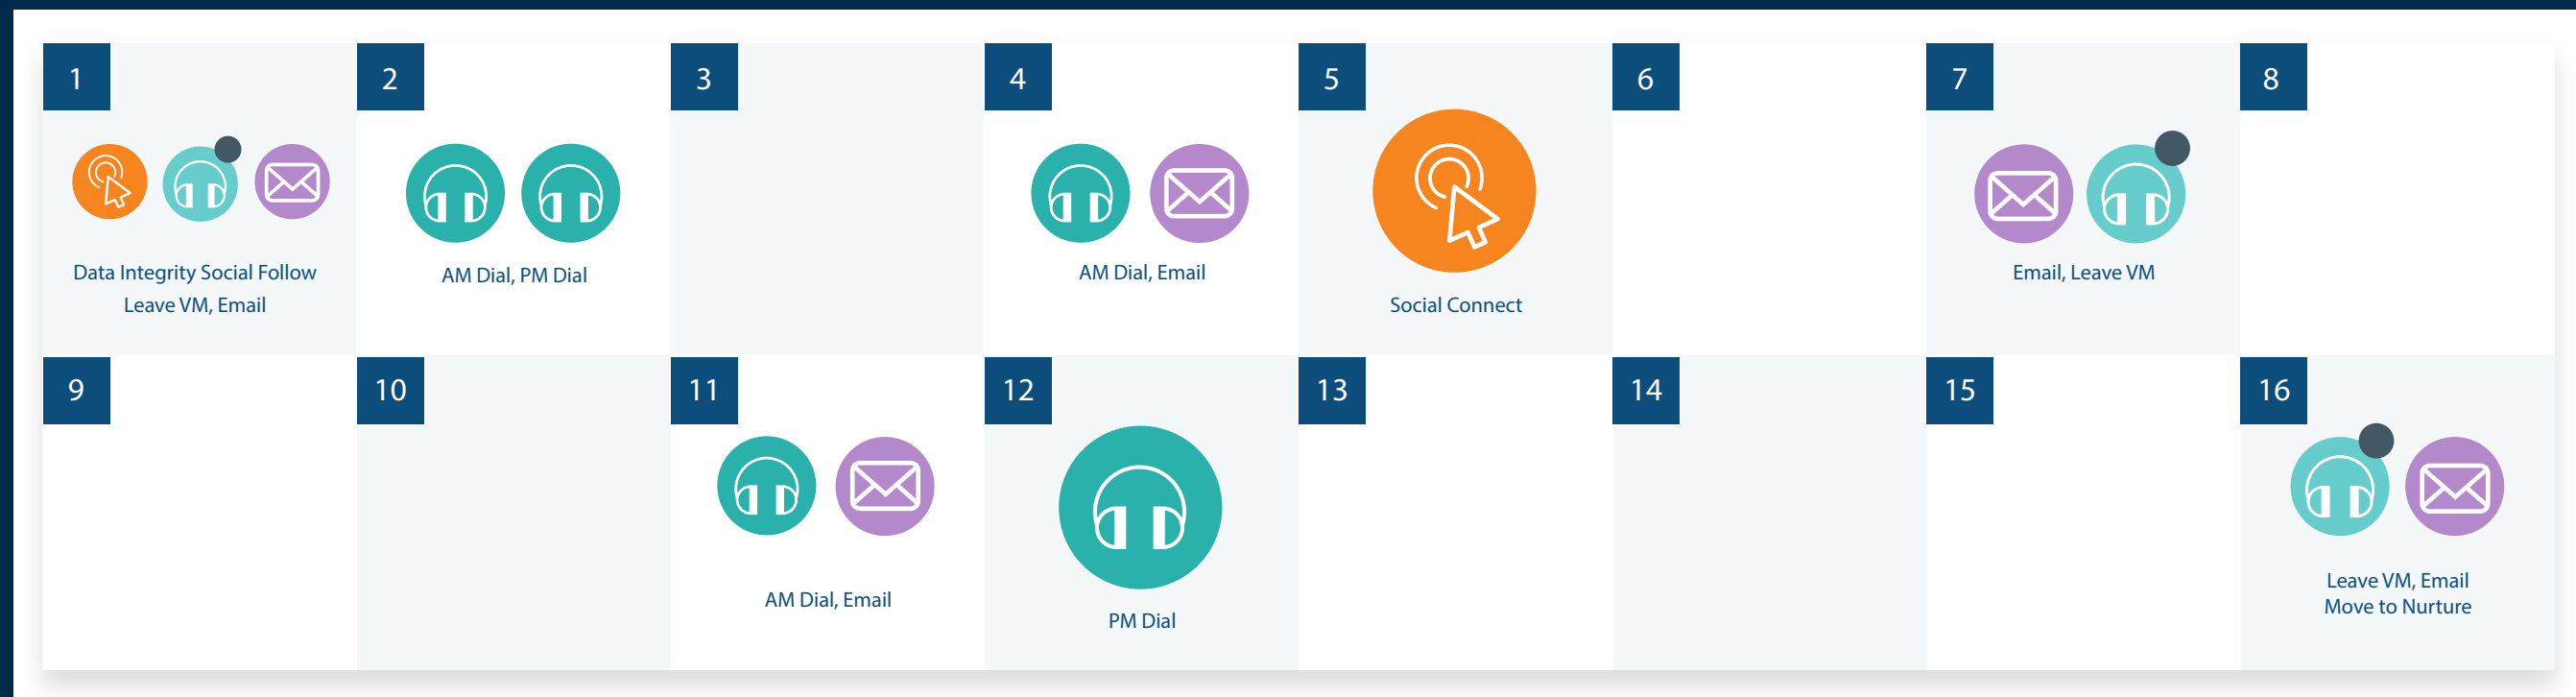 1
2
3
4
5
6
7
8
Data Integrity Social Follow
Leave VM, Email
AM Dial, PM Dial
AM Dial, Email
Social Connect
Email, Leave VM
9
10
11
12
13
14
15
16
AM Dial, Email
PM Dial
Leave VM, Email
Move to Nurture